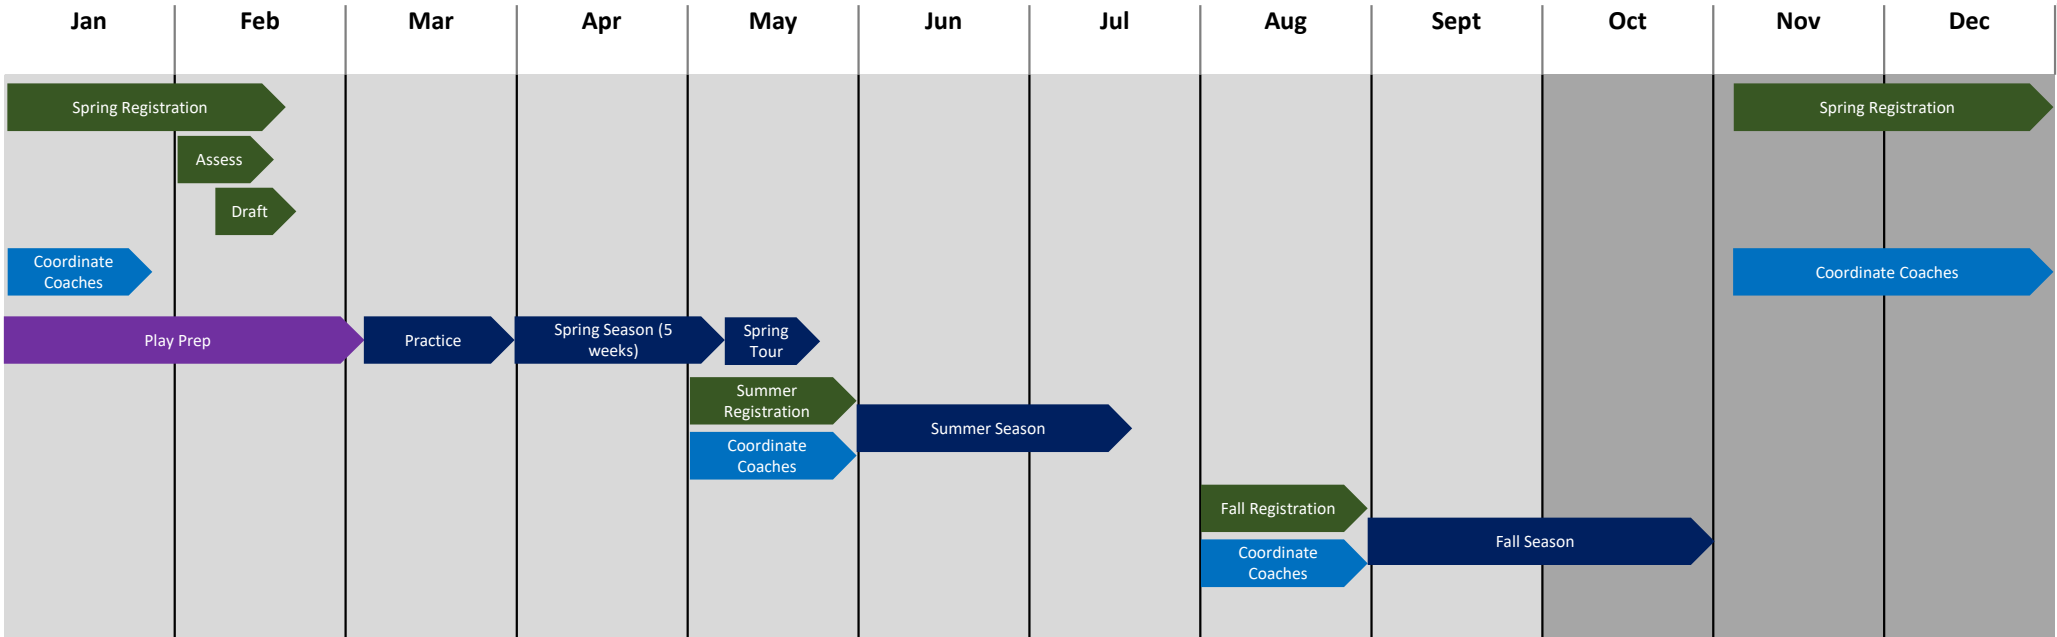 Jan Feb Mar Apr May Jun Jul Aug Sept Oct Nov Dec
Spring Registration
Spring Registration
Assess
Draft
Coordinate
Coaches
Coordinate Coaches
Play Prep
Practice
Spring Season (5
weeks)
Spring
Tour
Summer
Registration
Coordinate
Coaches
Summer Season
Fall Registration
Coordinate
Coaches
Fall Season